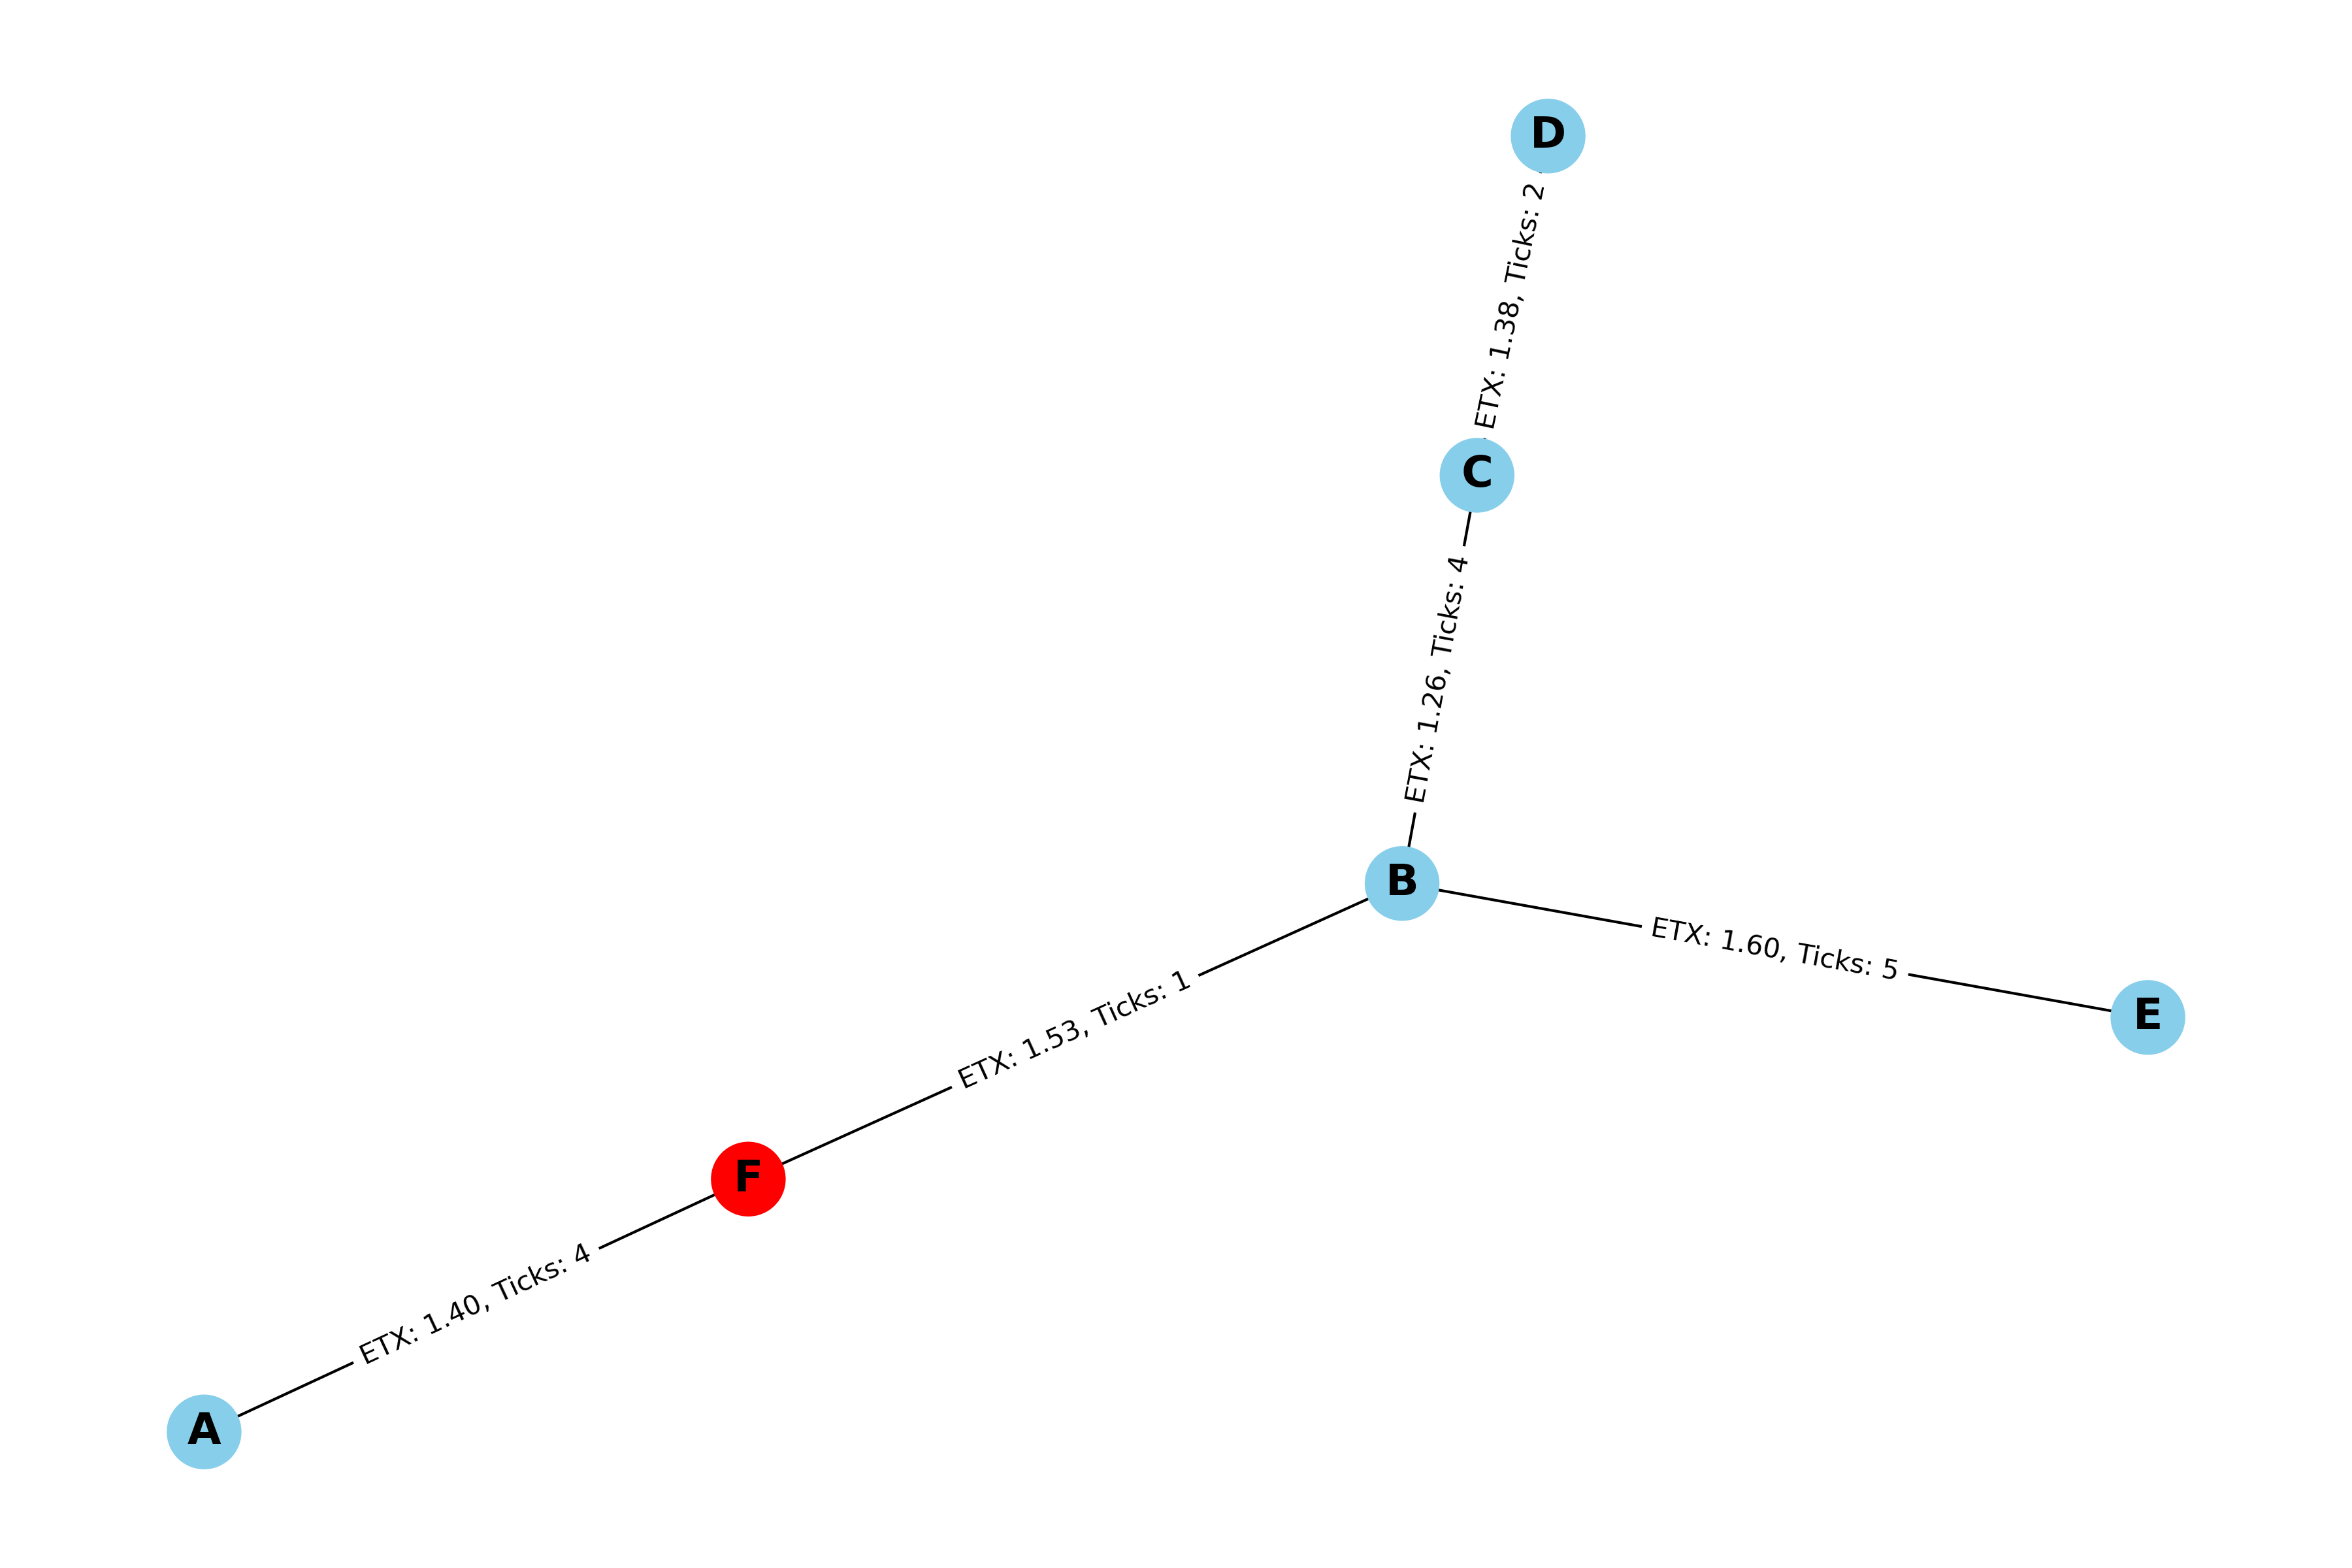 D
ETX: 1.38, Ticks: 2
C
ETX: 1.26, Ticks: 4
B
ETX: 1.60, Ticks: 5
E
ETX: 1.53, Ticks: 1
F
ETX: 1.40, Ticks: 4
A